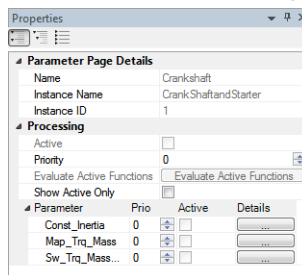 Properties
Parameter Page Details
Name Crankshaft
Instance Name CrankShaftandStarter
Instance ID 1
Processing
Active
Priority 0
Evaluate Active Functions Evaluate Active Functions
Show Active Only
Parameter Prio Active Details
Const_Inertia 0 ...
Map_Trq_Mass 0 ...
Sw_Trq_Mass... 0 ...